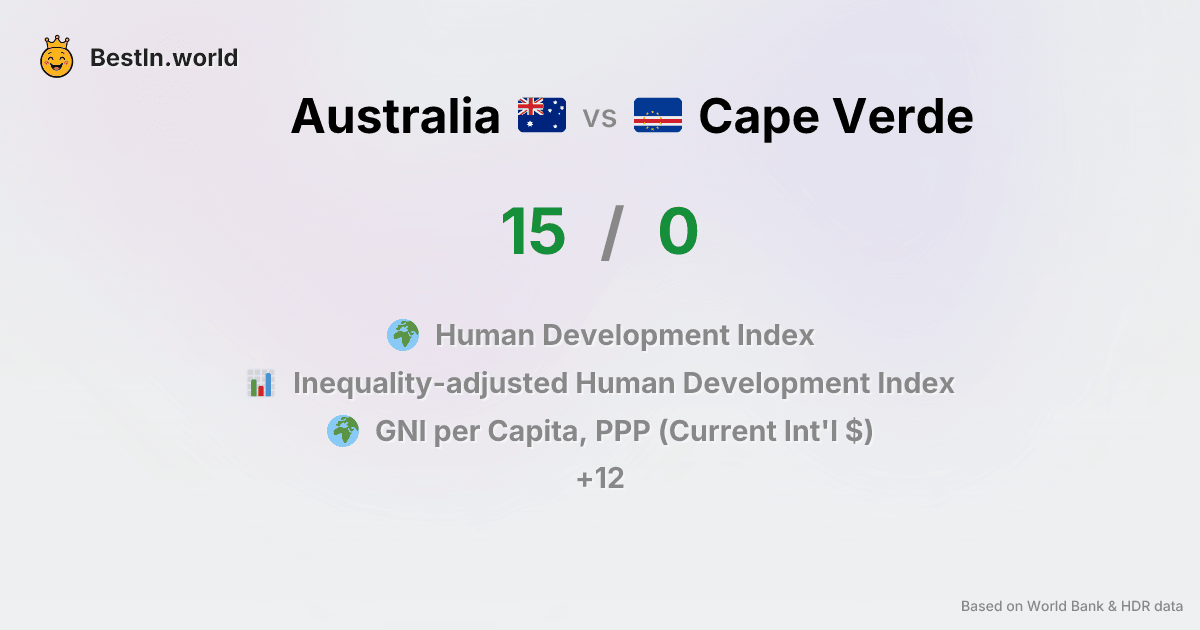 BestIn.world
Australia vs Cape Verde
15 / 0
Human Development Index
Inequality-adjusted Human Development Index
GNI per Capita, PPP (Current Int'l $)
+12
Based on World Bank & HDR data